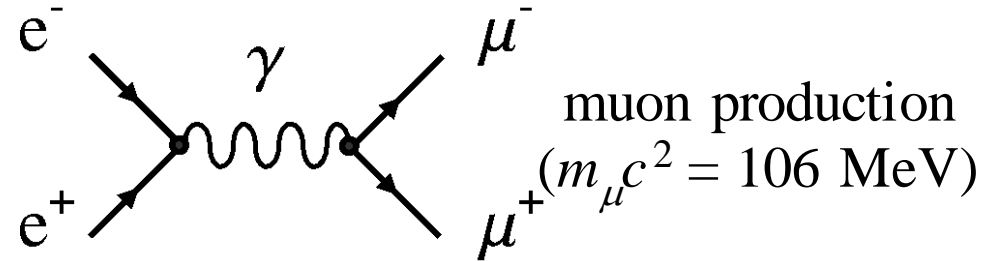 e⁻
γ
μ⁻
muon production
(m_μc² = 106 MeV)
e⁺
μ⁺